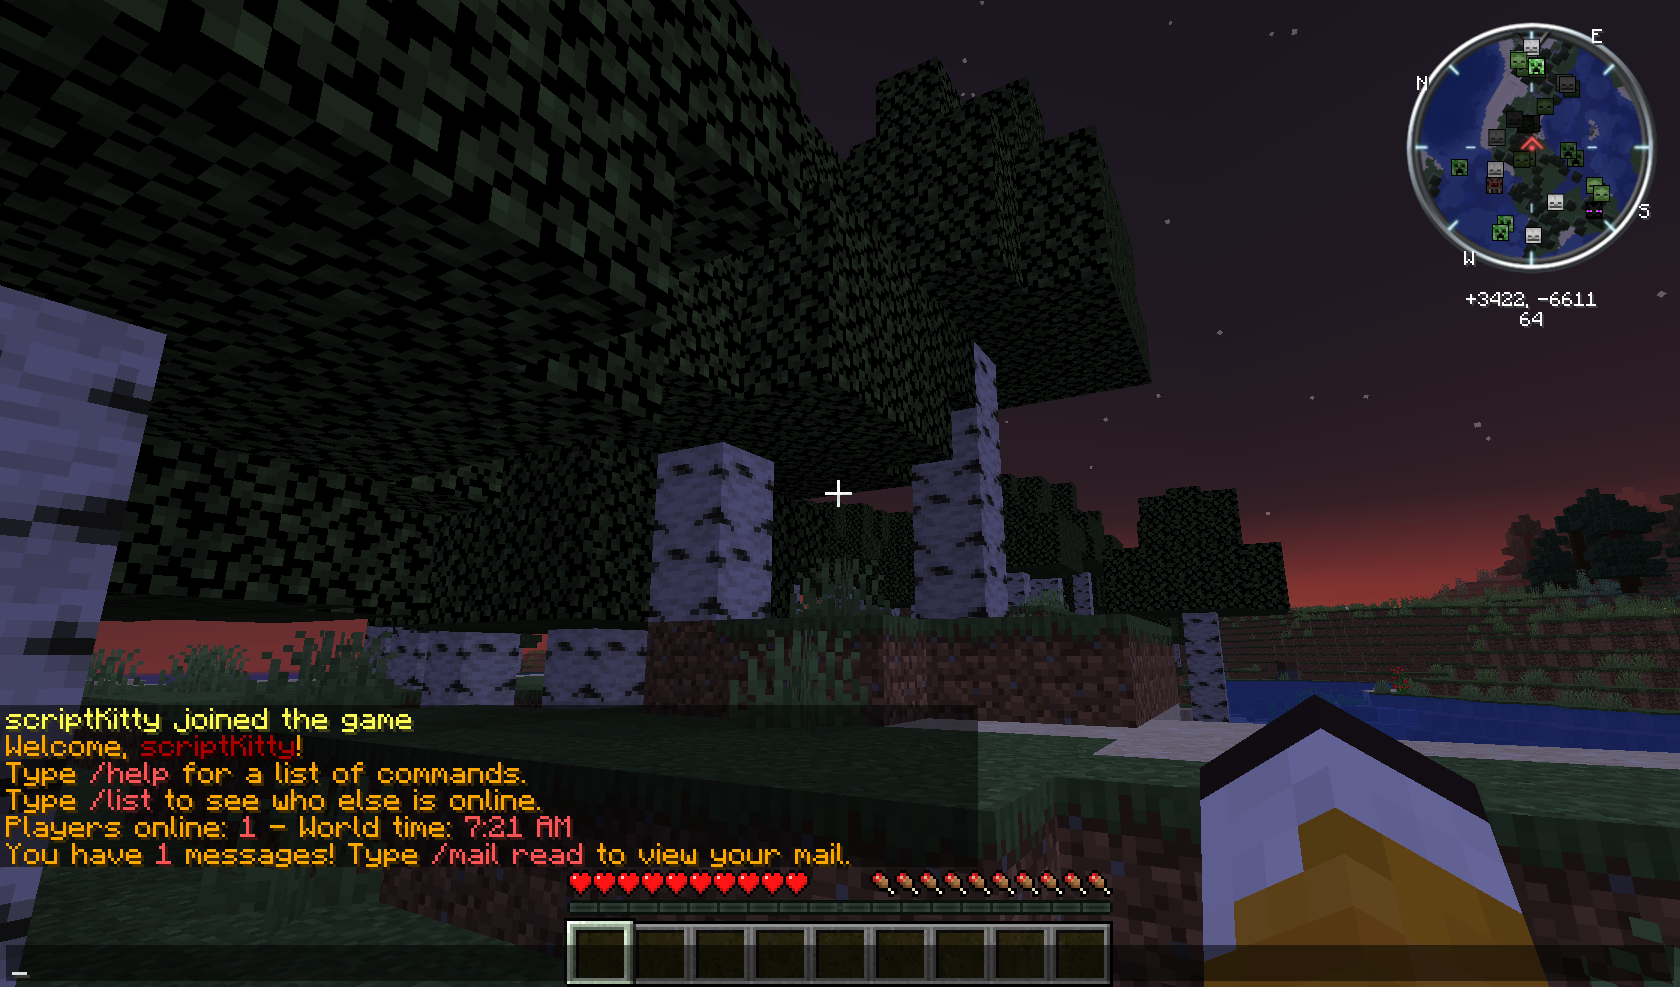 N
E
S
W
+3422, -6611
64
scriptKitty joined the game
Welcome, scriptKitty!
Type /help for a list of commands.
Type /list to see who else is online.
Players online: 1 - World time: 7:21 AM
You have 1 messages! Type /mail read to view your mail.
_